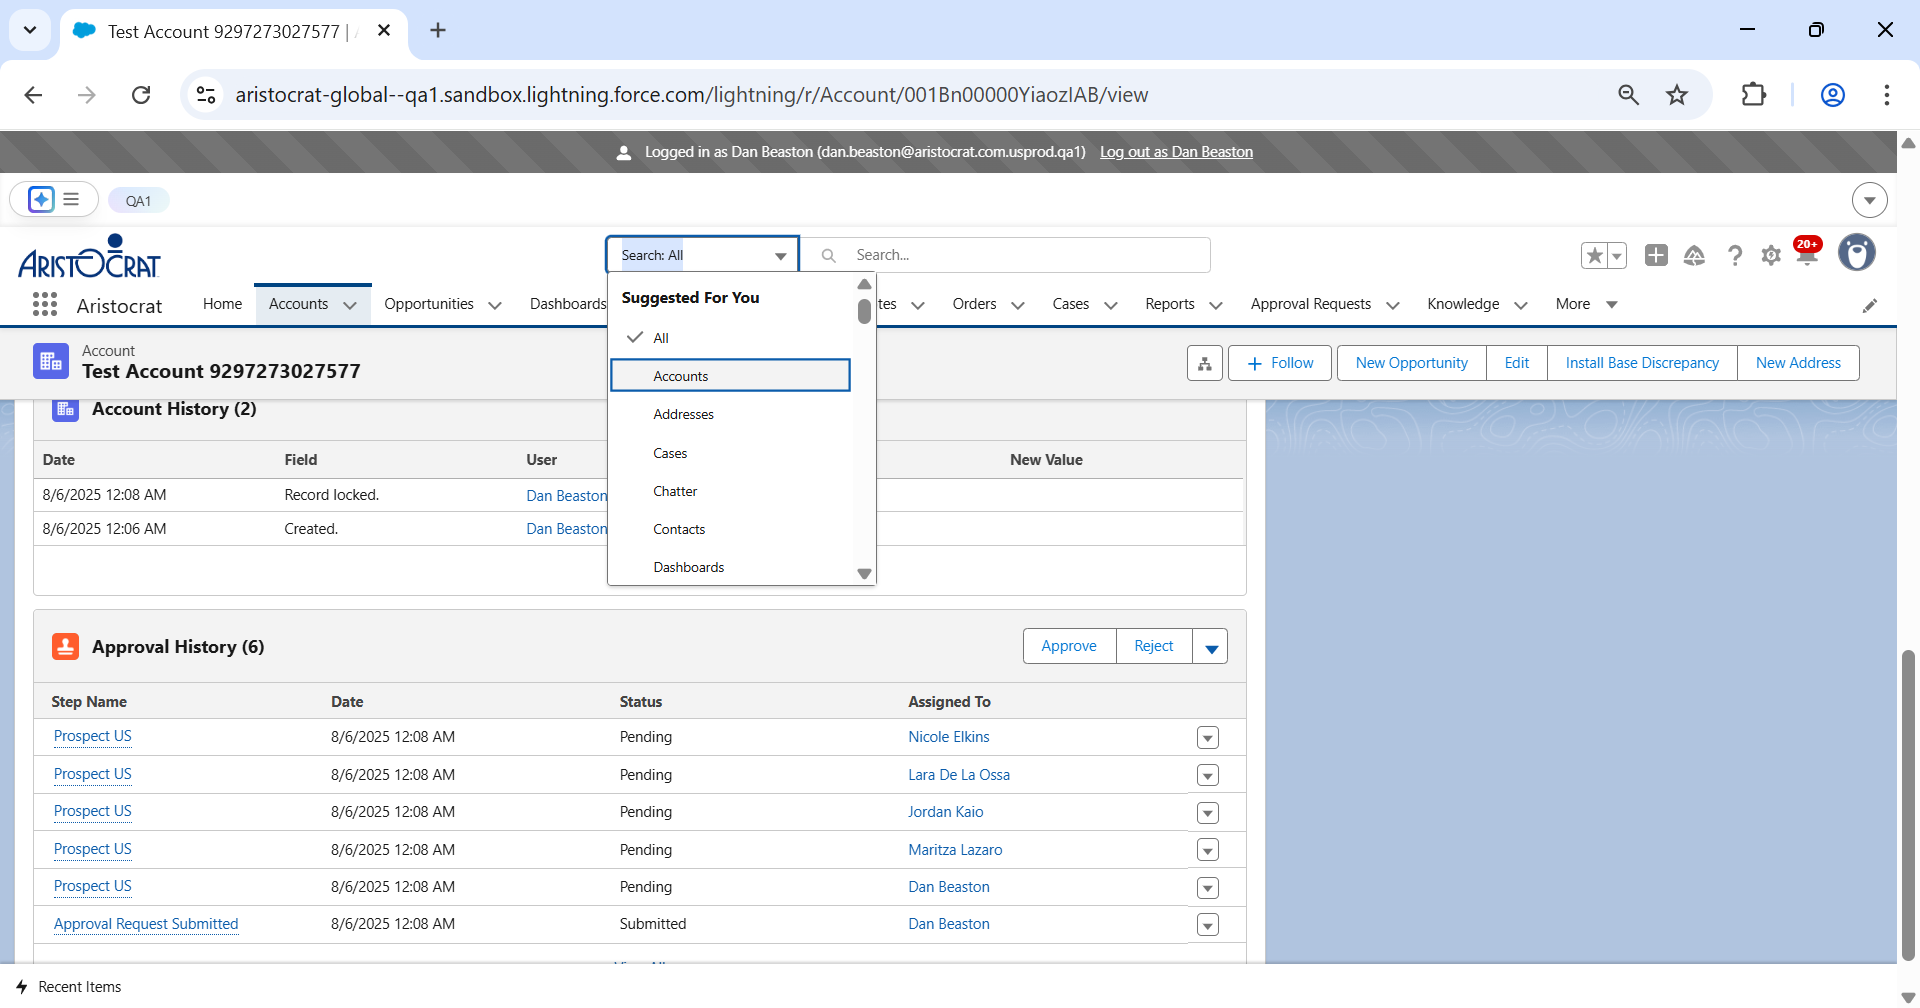 Test Account 9297273027577 |
aristocrat-global--qa1.sandbox.lightning.force.com/lightning/r/Account/001Bn00000YiaozIAB/view
Logged in as Dan Beaston (dan.beaston@aristocrat.com.usprod.qa1) Log out as Dan Beaston
QA1
ARISTOCRAT
Search: All
Search...
20+
Aristocrat
Home
Accounts
Opportunities
Dashboards
tes
Orders
Cases
Reports
Approval Requests
Knowledge
More
Suggested For You
All
Accounts
Addresses
Cases
Chatter
Contacts
Dashboards
Account
Test Account 9297273027577
Follow
New Opportunity
Edit
Install Base Discrepancy
New Address
Account History (2)
Date Field User New Value
8/6/2025 12:08 AM Record locked. Dan Beaston
8/6/2025 12:06 AM Created. Dan Beaston
Approval History (6)
Approve
Reject
Step Name Date Status Assigned To
Prospect US 8/6/2025 12:08 AM Pending Nicole Elkins
Prospect US 8/6/2025 12:08 AM Pending Lara De La Ossa
Prospect US 8/6/2025 12:08 AM Pending Jordan Kaio
Prospect US 8/6/2025 12:08 AM Pending Maritza Lazaro
Prospect US 8/6/2025 12:08 AM Pending Dan Beaston
Approval Request Submitted 8/6/2025 12:08 AM Submitted Dan Beaston
Recent Items